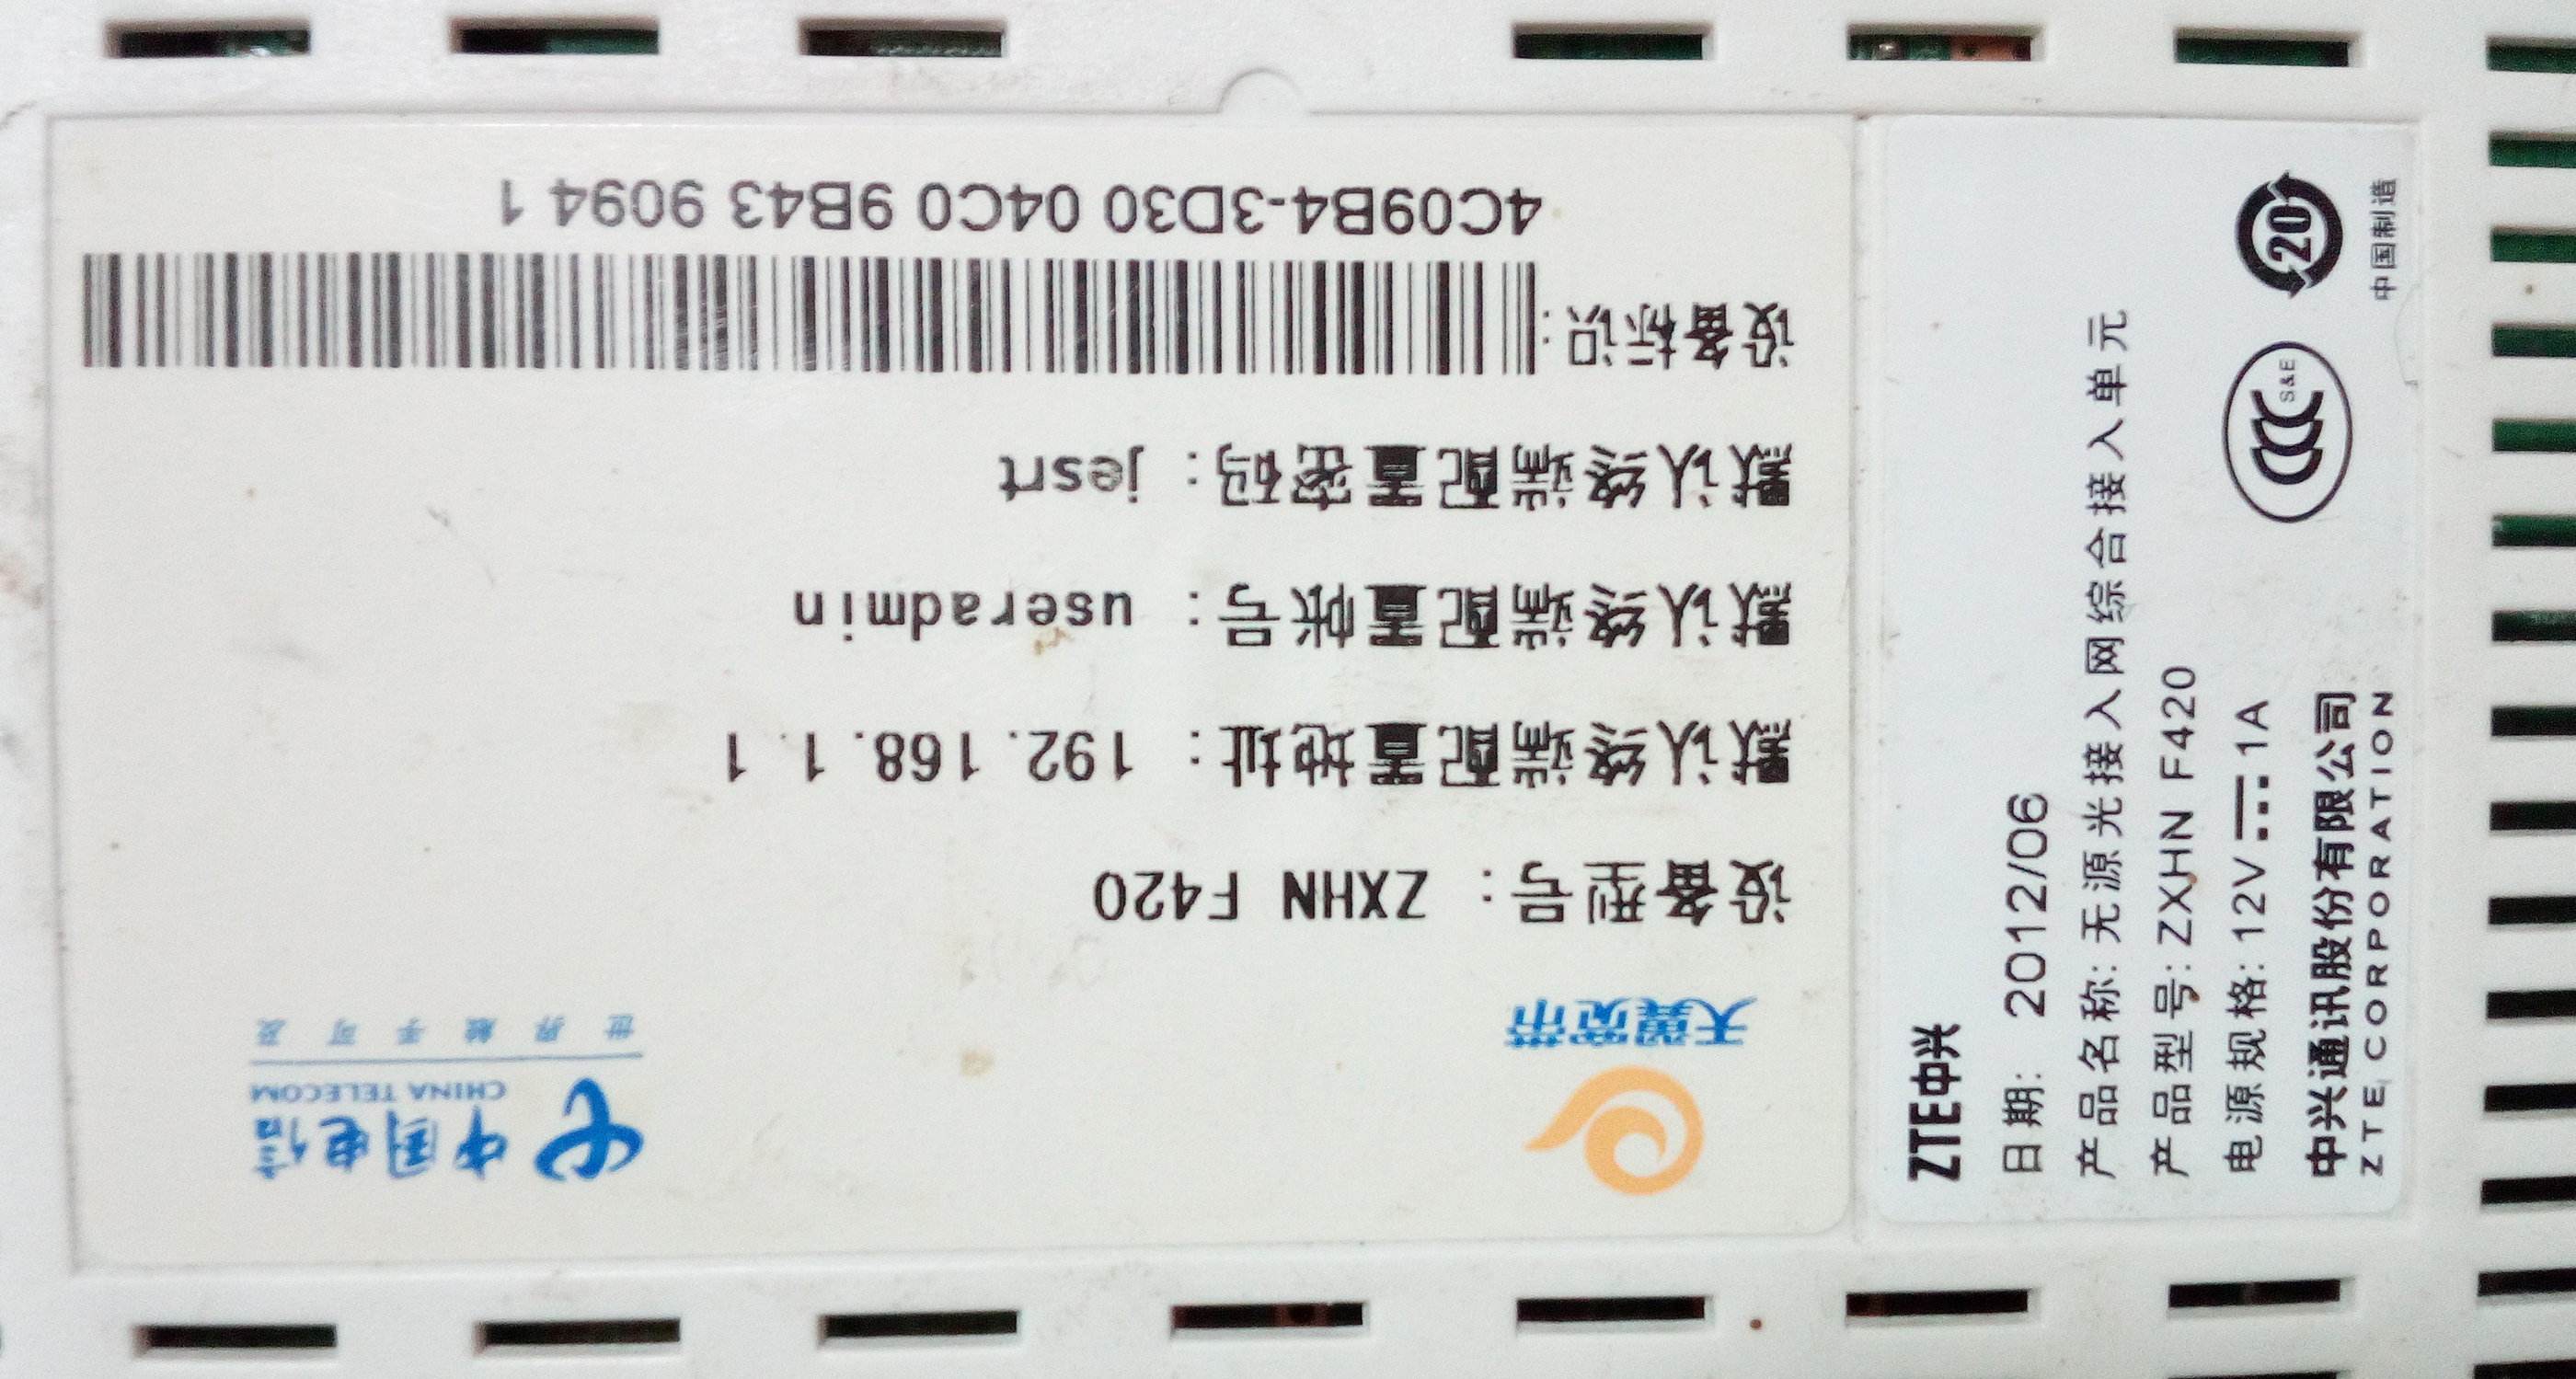 中国电信
CHINA TELECOM
世界触手可及
天翼宽带
设备型号: ZXHN F420
默认终端配置地址: 192.168.1.1
默认终端配置帐号: useradmin
默认终端配置密码: jesrt
设备标识:
4C09B4-3D30 04C0 9B43 9094 1
ZTE中兴
日期: 2012/06
产品名称: 无源光接入网综合接入单元
产品型号: ZXHN F420
电源规格: 12V⎓1A
中兴通讯股份有限公司
ZTE CORPORATION
CCC S&E
20
中国制造